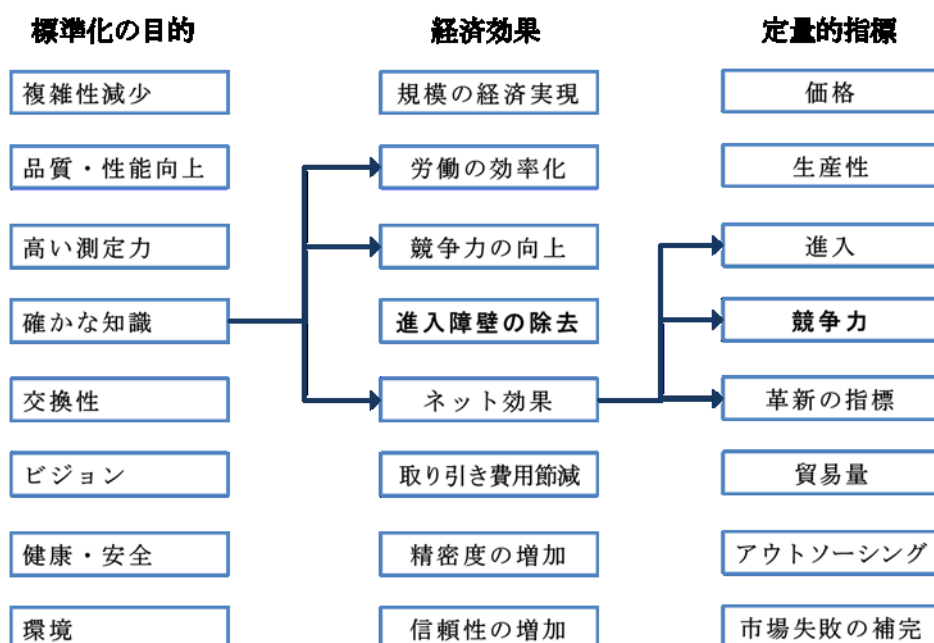 標準化の目的
経済効果
定量的指標
複雑性減少
規模の経済実現
価格
品質・性能向上
労働の効率化
生産性
高い測定力
競争力の向上
進入
確かな知識
進入障壁の除去
競争力
交換性
ネット効果
革新の指標
ビジョン
取り引き費用節減
貿易量
健康・安全
精密度の増加
アウトソーシング
環境
信頼性の増加
市場失敗の補完